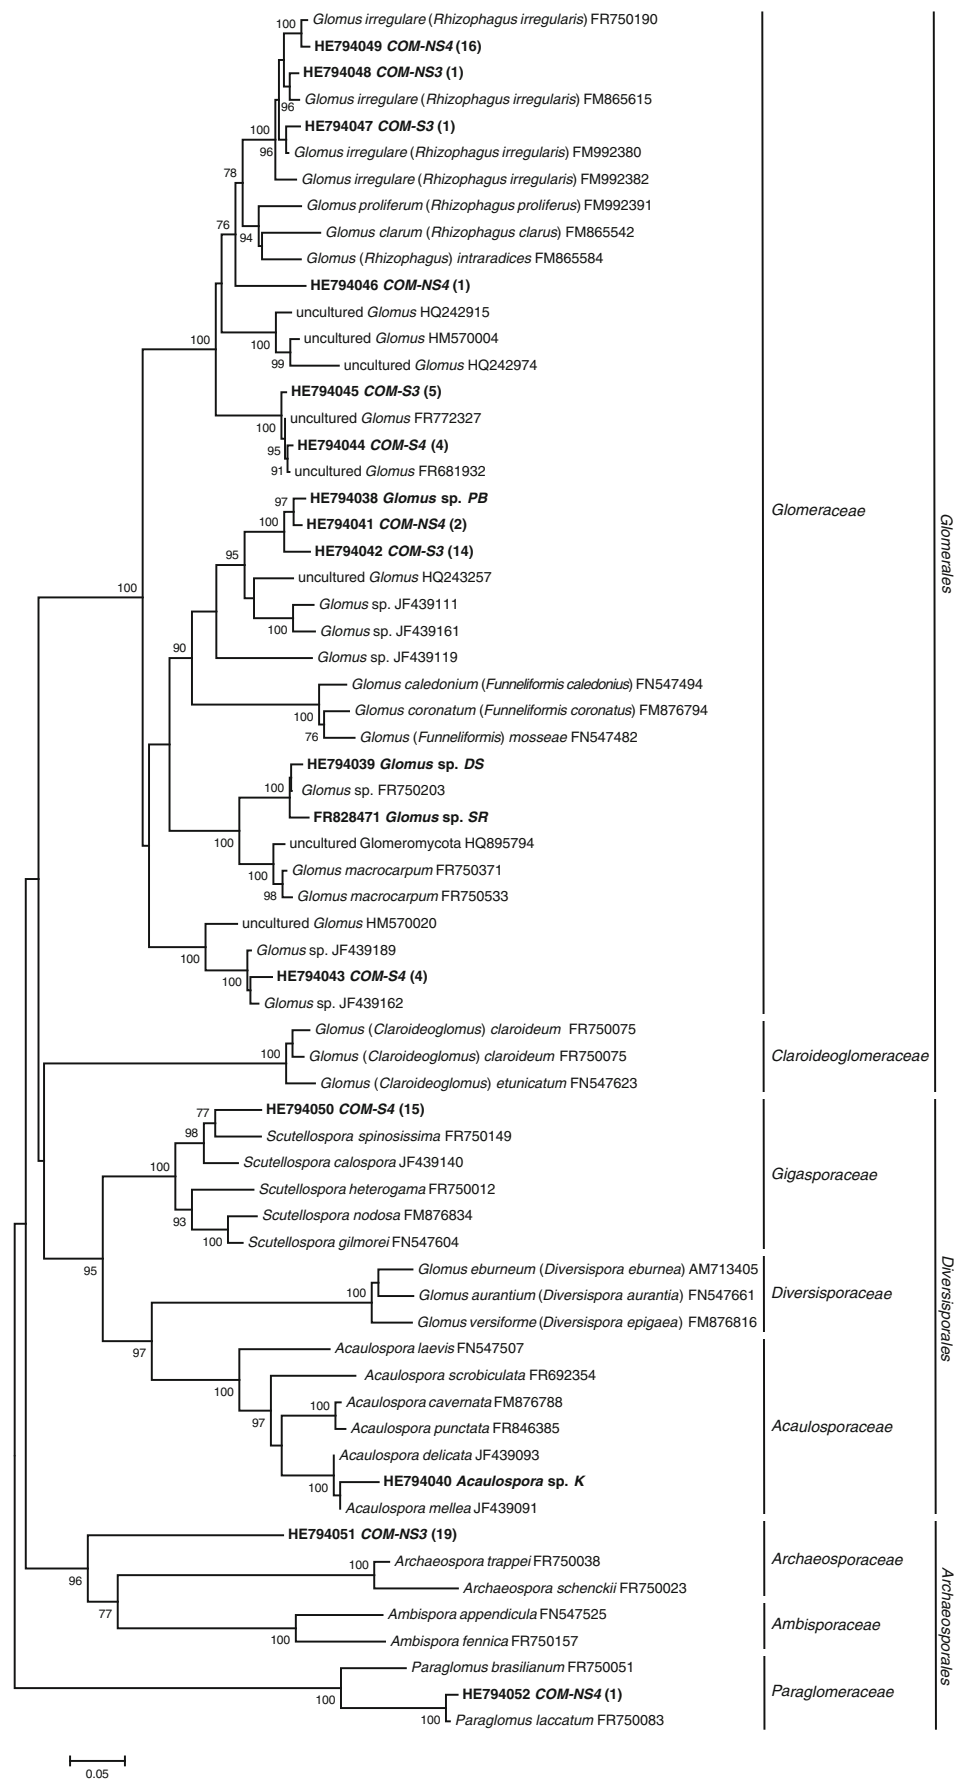 Glomus irregulare (Rhizophagus irregularis) FR750190
100
HE794049 COM-NS4 (16)
HE794048 COM-NS3 (1)
Glomus irregulare (Rhizophagus irregularis) FM865615
96
HE794047 COM-S3 (1)
100
96
Glomus irregulare (Rhizophagus irregularis) FM992380
Glomus irregulare (Rhizophagus irregularis) FM992382
78
Glomus proliferum (Rhizophagus proliferus) FM992391
76
94
Glomus clarum (Rhizophagus clarus) FM865542
Glomus (Rhizophagus) intraradices FM865584
HE794046 COM-NS4 (1)
uncultured Glomus HQ242915
100
100
uncultured Glomus HM570004
99
uncultured Glomus HQ242974
HE794045 COM-S3 (5)
uncultured Glomus FR772327
100
HE794044 COM-S4 (4)
95
91
uncultured Glomus FR681932
97
HE794038 Glomus sp. PB
Glomeraceae
100
HE794041 COM-NS4 (2)
95
HE794042 COM-S3 (14)
Glomerales
uncultured Glomus HQ243257
100
Glomus sp. JF439111
100
Glomus sp. JF439161
90
Glomus sp. JF439119
Glomus caledonium (Funneliformis caledonius) FN547494
100
Glomus coronatum (Funneliformis coronatus) FM876794
76
Glomus (Funneliformis) mosseae FN547482
HE794039 Glomus sp. DS
100
Glomus sp. FR750203
FR828471 Glomus sp. SR
100
uncultured Glomeromycota HQ895794
100
Glomus macrocarpum FR750371
98
Glomus macrocarpum FR750533
uncultured Glomus HM570020
100
Glomus sp. JF439189
100
HE794043 COM-S4 (4)
Glomus sp. JF439162
Glomus (Claroideoglomus) claroideum FR750075
100
Glomus (Claroideoglomus) claroideum FR750075
Claroideoglomeraceae
Glomus (Claroideoglomus) etunicatum FN547623
77
HE794050 COM-S4 (15)
98
Scutellospora spinosissima FR750149
100
Scutellospora calospora JF439140
Gigasporaceae
Scutellospora heterogama FR750012
93
Scutellospora nodosa FM876834
100
Scutellospora gilmorei FN547604
95
Glomus eburneum (Diversispora eburnea) AM713405
100
Glomus aurantium (Diversispora aurantia) FN547661
Diversisporaceae
Diversisporales
Glomus versiforme (Diversispora epigaea) FM876816
97
Acaulospora laevis FN547507
100
Acaulospora scrobiculata FR692354
97
100
Acaulospora cavernata FM876788
Acaulospora punctata FR846385
Acaulosporaceae
Acaulospora delicata JF439093
100
HE794040 Acaulospora sp. K
Acaulospora mellea JF439091
HE794051 COM-NS3 (19)
96
100
Archaeospora trappei FR750038
Archaeosporaceae
Archaeospora schenckii FR750023
77
Ambispora appendicula FN547525
Ambisporaceae
Archaeosporales
100
Ambispora fennica FR750157
Paraglomus brasilianum FR750051
100
HE794052 COM-NS4 (1)
Paraglomeraceae
100
Paraglomus laccatum FR750083
0.05